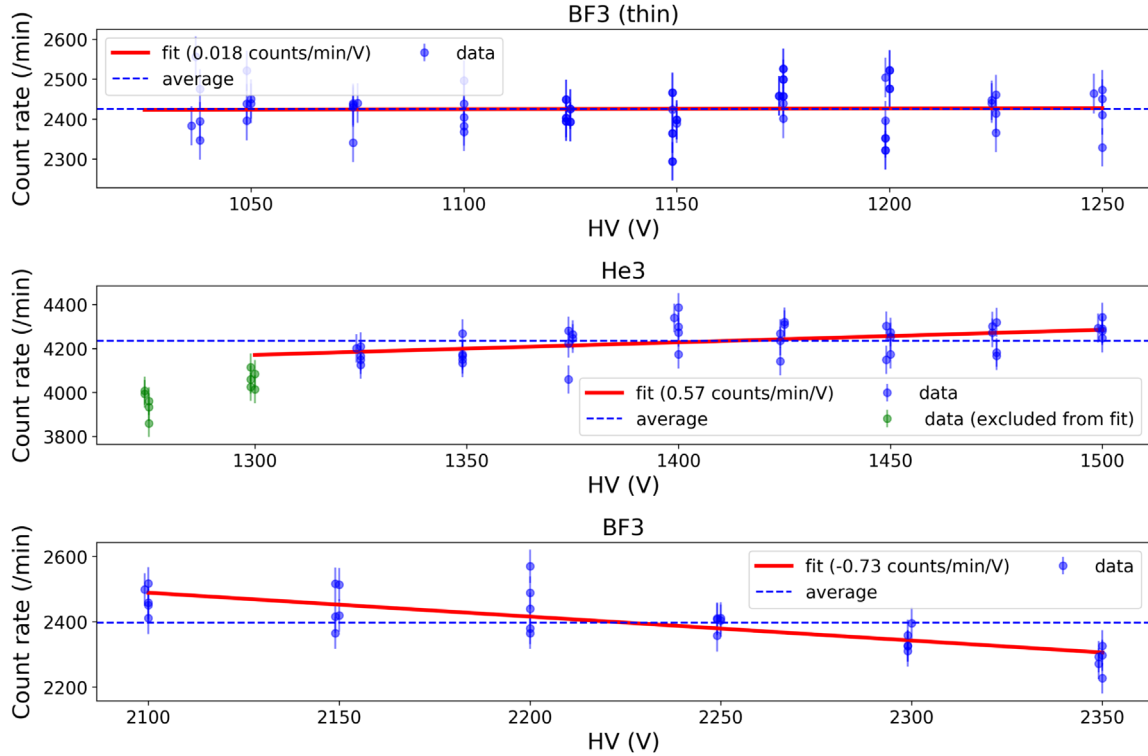 BF3 (thin)
Count rate (/min)
2600
2500
2400
2300
fit (0.018 counts/min/V)
average
data
1050
1100
1150
1200
1250
HV (V)
He3
Count rate (/min)
4400
4200
4000
3800
fit (0.57 counts/min/V)
average
data
data (excluded from fit)
1300
1350
1400
1450
1500
HV (V)
BF3
Count rate (/min)
2600
2400
2200
fit (-0.73 counts/min/V)
average
data
2100
2150
2200
2250
2300
2350
HV (V)